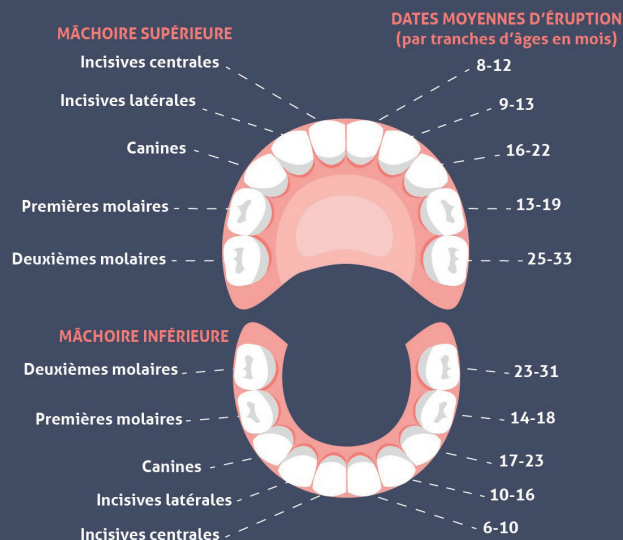 DATES MOYENNES D'ÉRUPTION
(par tranches d'âges en mois)
MÂCHOIRE SUPÉRIEURE
Incisives centrales
8-12
Incisives latérales
9-13
Canines
16-22
Premières molaires
13-19
Deuxièmes molaires
25-33
MÂCHOIRE INFÉRIEURE
Deuxièmes molaires
23-31
Premières molaires
14-18
Canines
17-23
Incisives latérales
10-16
Incisives centrales
6-10